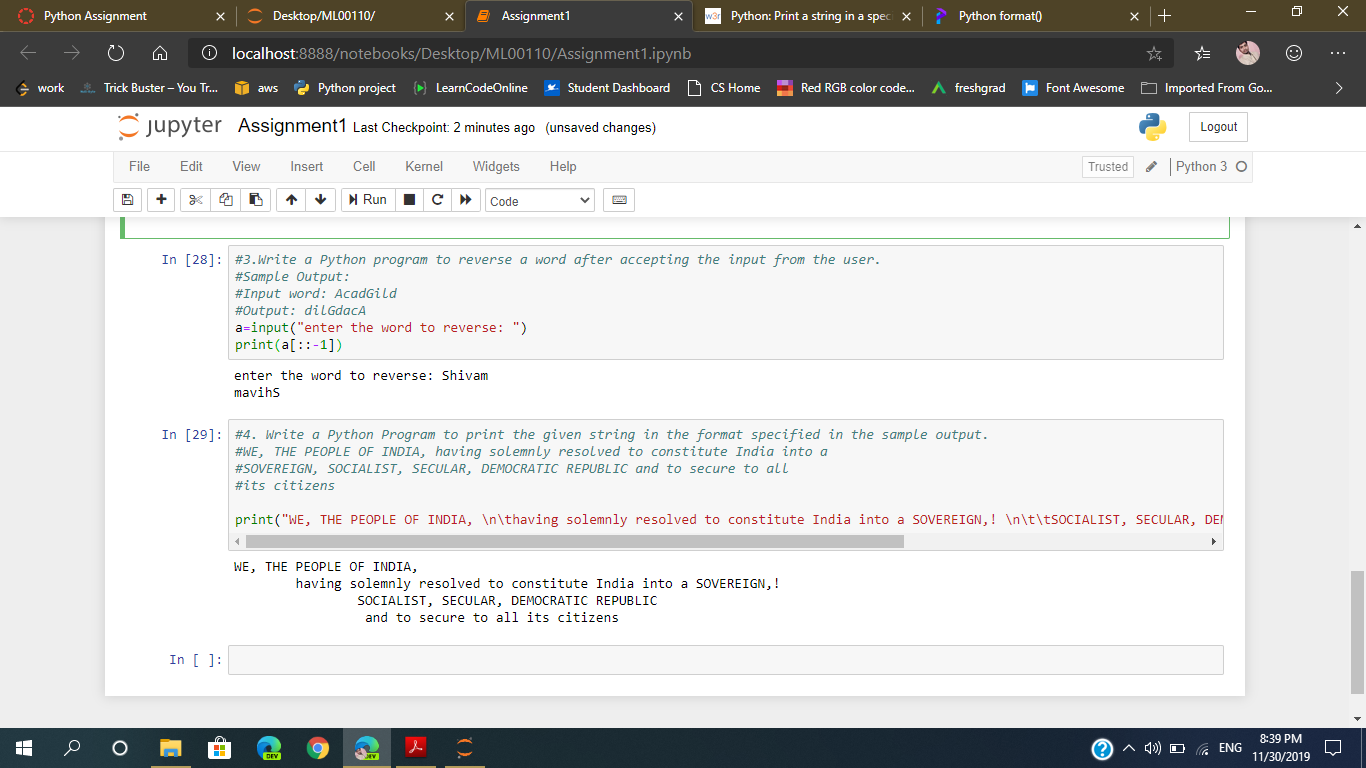 Python Assignment
Desktop/ML00110/
Assignment1
w3r Python: Print a string in a spec
Python format()
localhost:8888/notebooks/Desktop/ML00110/Assignment1.ipynb
work
Trick Buster – You Tr...
aws
Python project
LearnCodeOnline
Student Dashboard
CS Home
Red RGB color code...
freshgrad
Font Awesome
Imported From Go...
jupyter Assignment1 Last Checkpoint: 2 minutes ago (unsaved changes)
Logout
File Edit View Insert Cell Kernel Widgets Help
Trusted
Python 3
Run
Code
In [28]:
#3.Write a Python program to reverse a word after accepting the input from the user.
#Sample Output:
#Input word: AcadGild
#Output: dilGdacA
a=input("enter the word to reverse: ")
print(a[::-1])
enter the word to reverse: Shivam
mavihS
In [29]:
#4. Write a Python Program to print the given string in the format specified in the sample output.
#WE, THE PEOPLE OF INDIA, having solemnly resolved to constitute India into a
#SOVEREIGN, SOCIALIST, SECULAR, DEMOCRATIC REPUBLIC and to secure to all
#its citizens
print("WE, THE PEOPLE OF INDIA, \n\thaving solemnly resolved to constitute India into a SOVEREIGN,! \n\t\tSOCIALIST, SECULAR, DEM
WE, THE PEOPLE OF INDIA,
having solemnly resolved to constitute India into a SOVEREIGN,!
SOCIALIST, SECULAR, DEMOCRATIC REPUBLIC
and to secure to all its citizens
In [ ]:
DEV
DEV
ENG
8:39 PM
11/30/2019